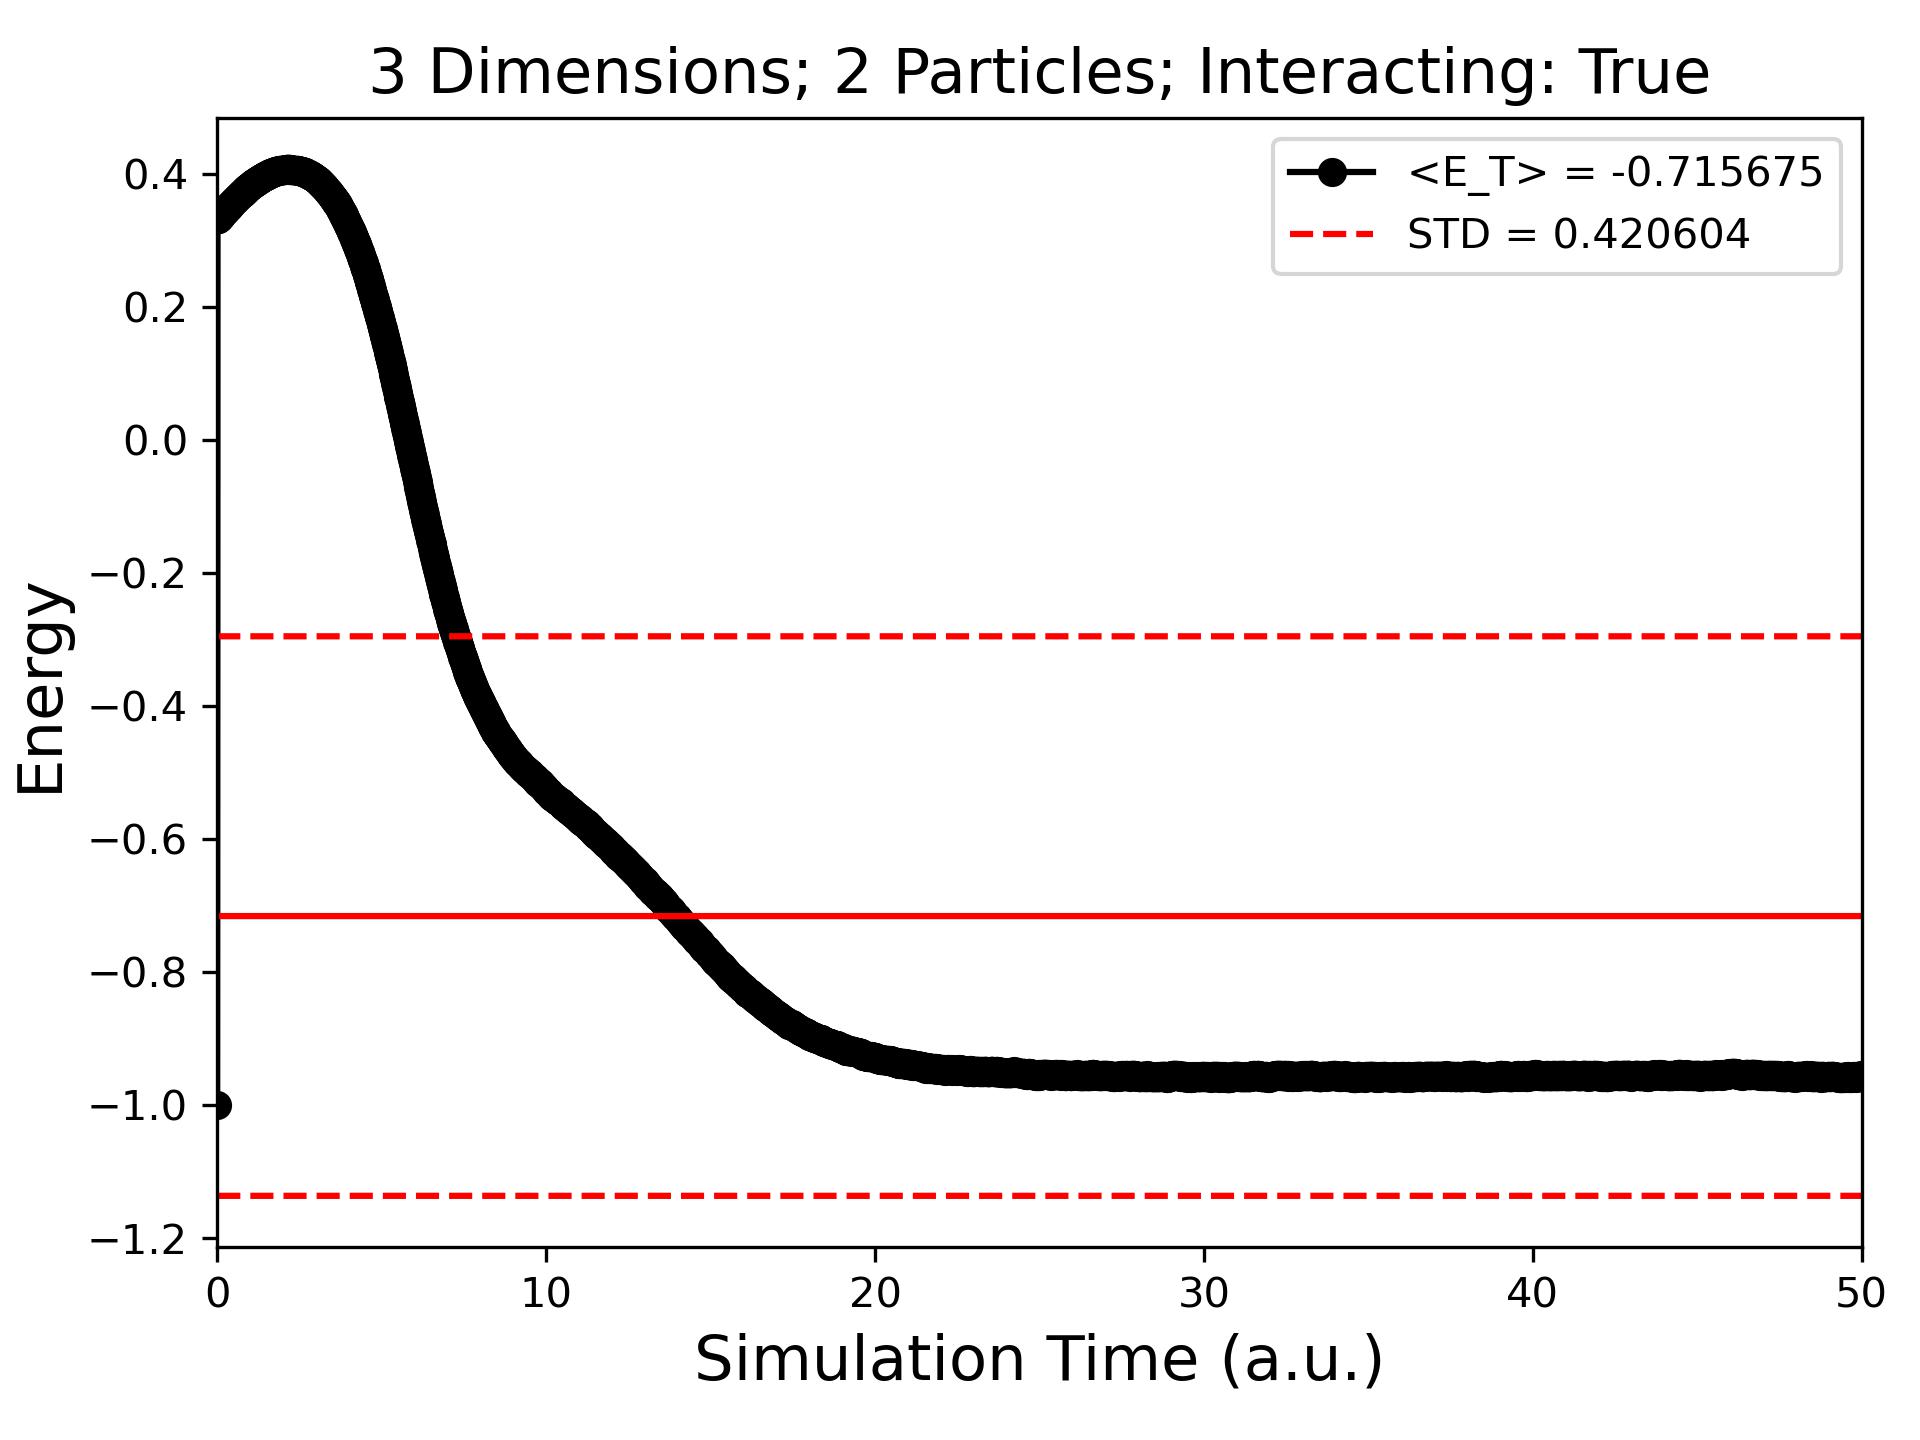 3 Dimensions; 2 Particles; Interacting: True
<E_T> = -0.715675
STD = 0.420604
Energy
0.4
0.2
0.0
−0.2
−0.4
−0.6
−0.8
−1.0
−1.2
0 10 20 30 40 50
Simulation Time (a.u.)